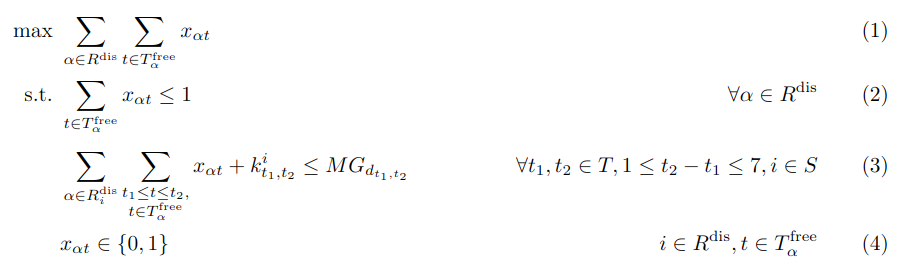 max ∑_{α∈R^{dis}} ∑_{t∈T_α^{free}} x_{αt} (1)
s.t. ∑_{t∈T_α^{free}} x_{αt} ≤ 1 ∀α ∈ R^{dis} (2)
∑_{α∈R_i^{dis}} ∑_{t_1≤t≤t_2, t∈T_α^{free}} x_{αt} + k^i_{t_1,t_2} ≤ MG_{d_{t_1,t_2}} ∀t_1, t_2 ∈ T, 1 ≤ t_2 − t_1 ≤ 7, i ∈ S (3)
x_{αt} ∈ {0, 1} i ∈ R^{dis}, t ∈ T_α^{free} (4)